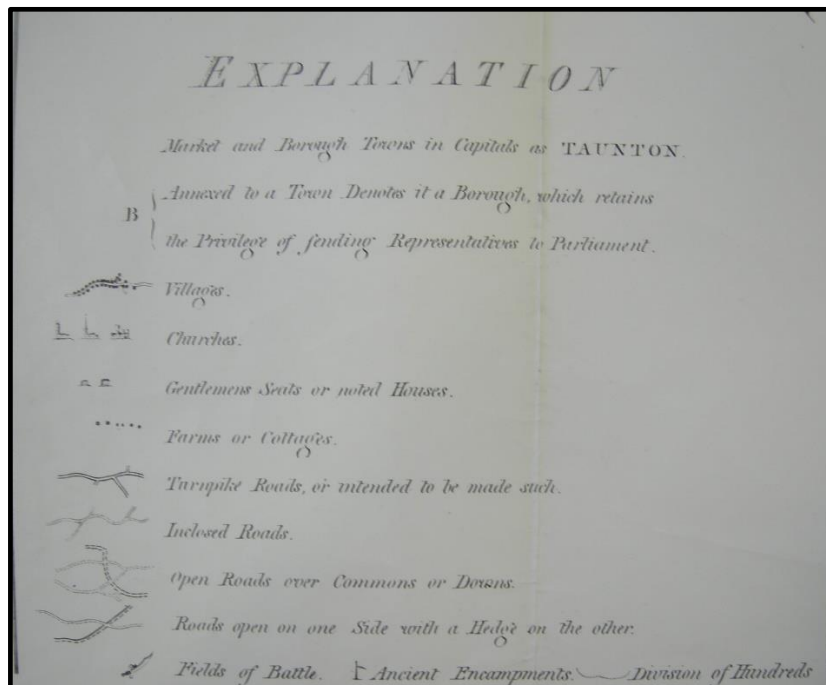 EXPLANATION
Market and Borough Towns in Capitals as TAUNTON.
B
Annexed to a Town Denotes it a Borough, which retains
the Privilege of ſending Representatives to Parliament.
Villages.
Churches.
Gentlemens Seats or noted Houses.
Farms or Cottages.
Turnpike Roads, or intended to be made such.
Inclosed Roads.
Open Roads over Commons or Downs.
Roads open on one Side with a Hedge on the other.
Fields of Battle. Ancient Encampments. Division of Hundreds